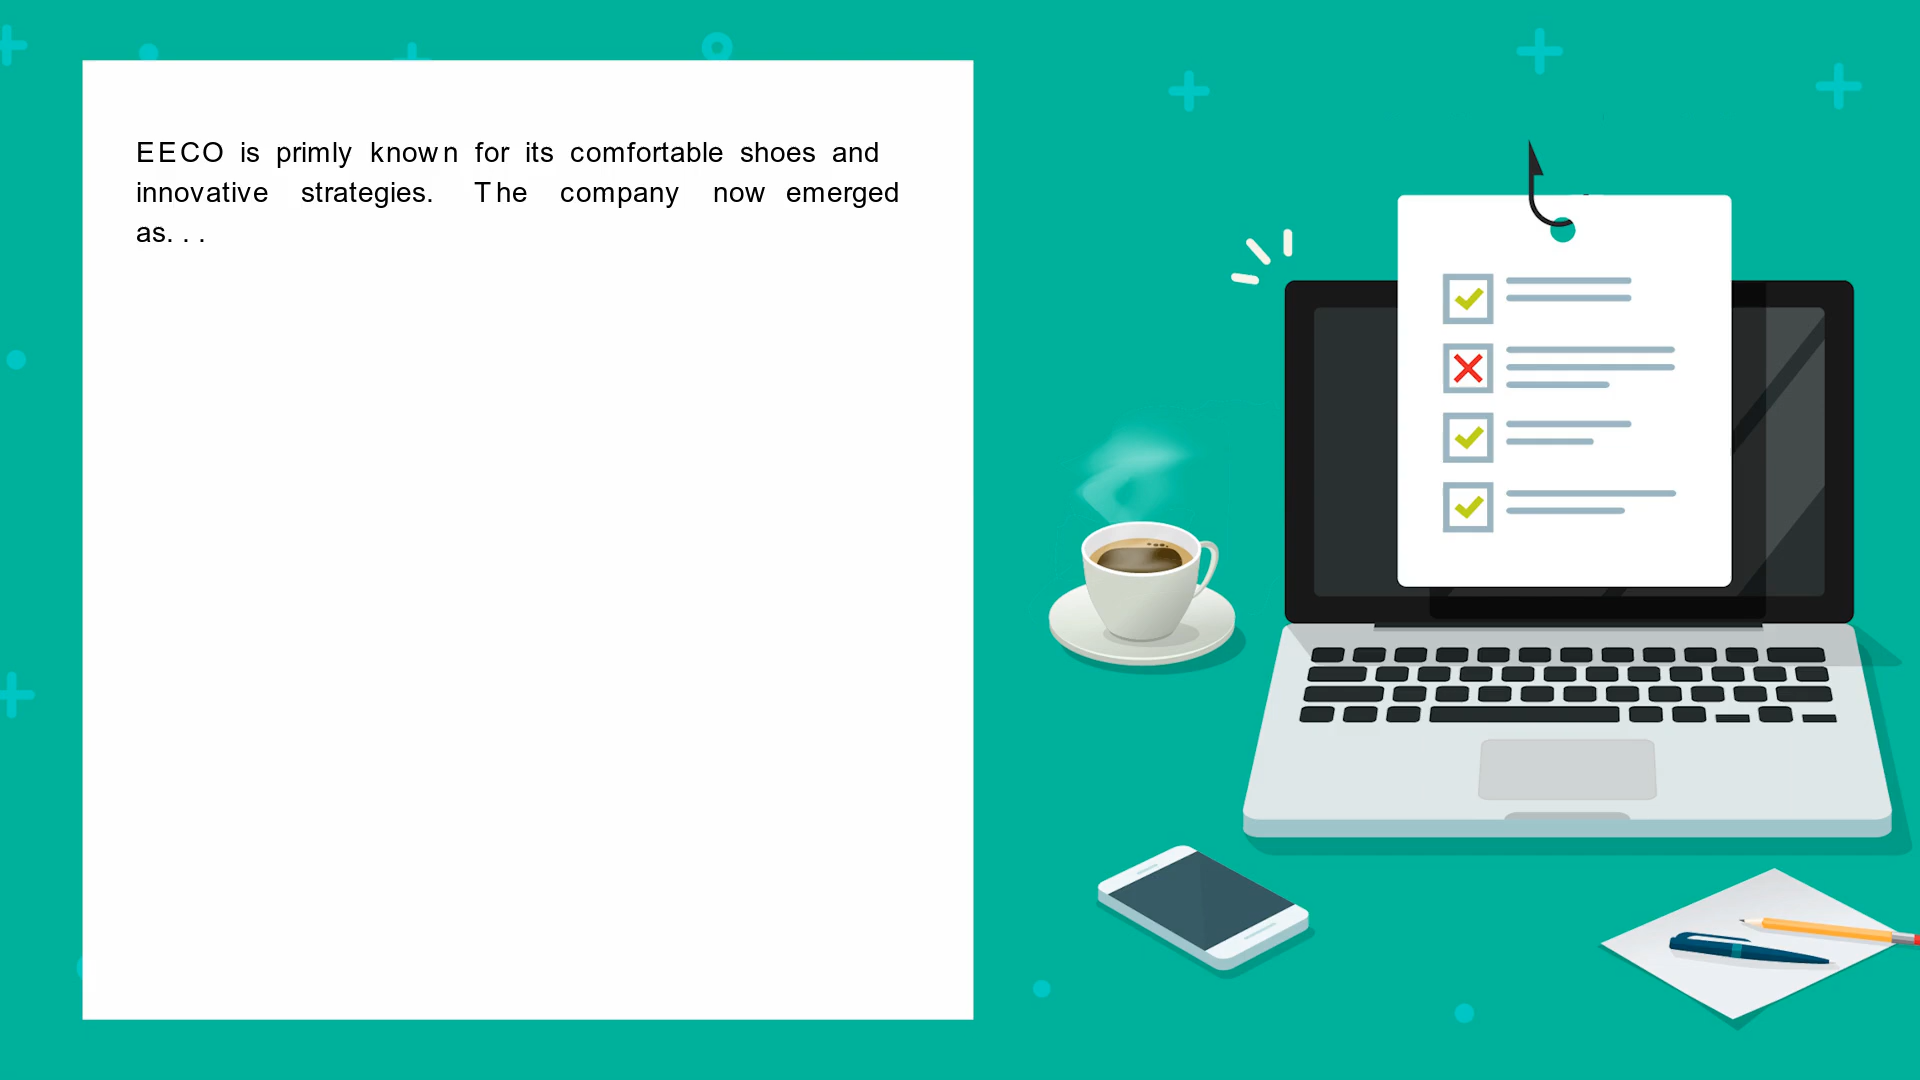 EECO is primly known for its comfortable shoes and
innovative strategies. The company now emerged
as...